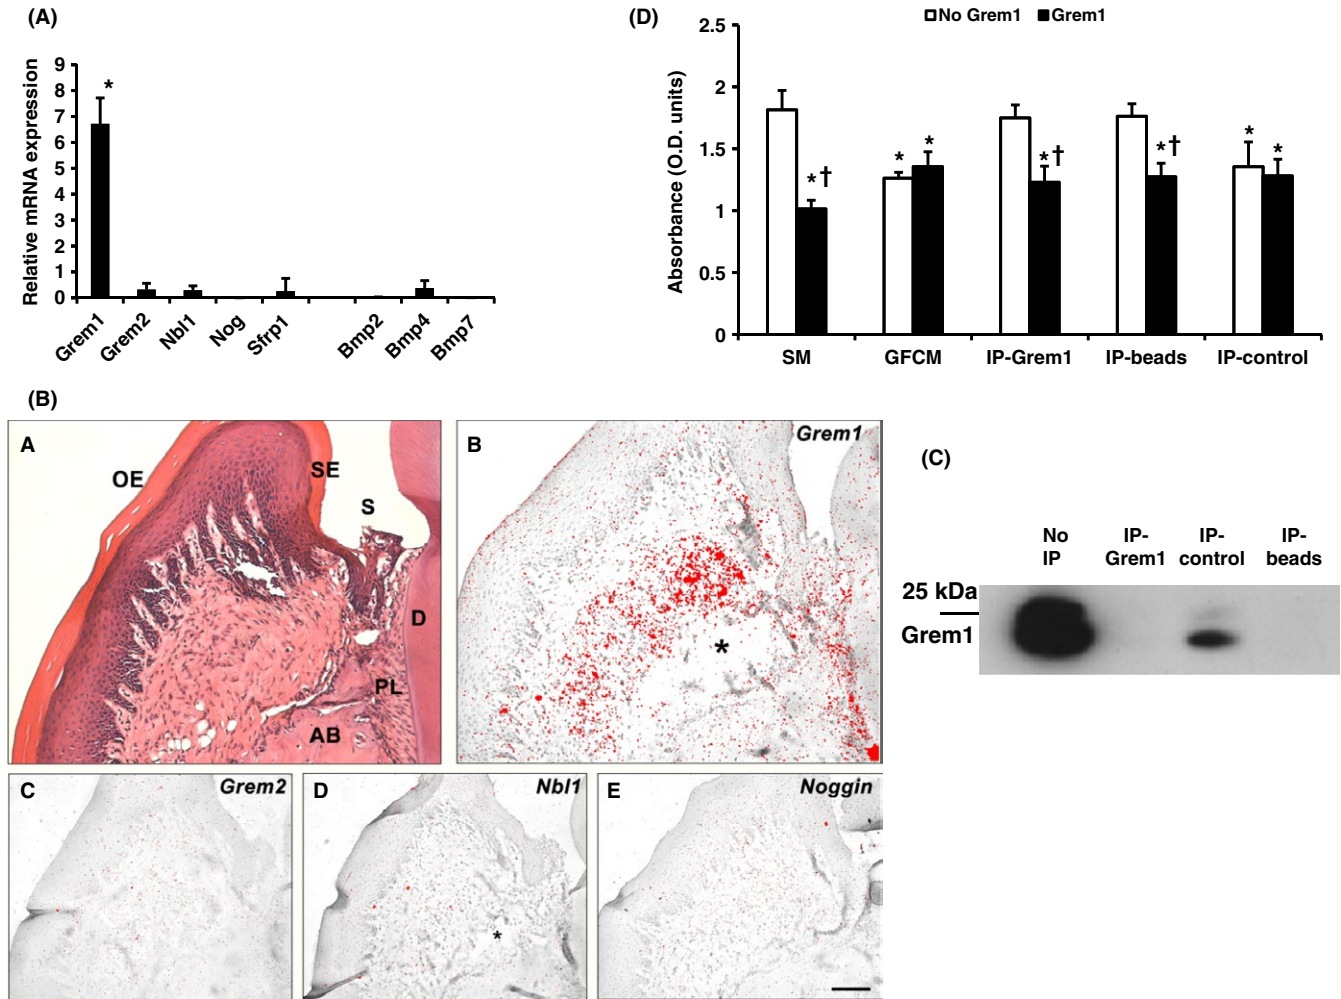 (A)
9
8
7
6
5
4
3
2
1
0
Relative mRNA expression
*
Grem1
Grem2
Nbl1
Nog
Sfrp1
Bmp2
Bmp4
Bmp7
(D)
No Grem1 Grem1
2.5
2
1.5
1
0.5
0
Absorbance (O.D. units)
*†
* *
*†
*†
* *
SM GFCM IP-Grem1 IP-beads IP-control
(B)
A
OE
SE
S
D
PL
AB
B
Grem1
*
C
Grem2
D
Nbl1
*
E
Noggin
(C)
No IP- IP- IP-
IP Grem1 control beads
25 kDa
Grem1